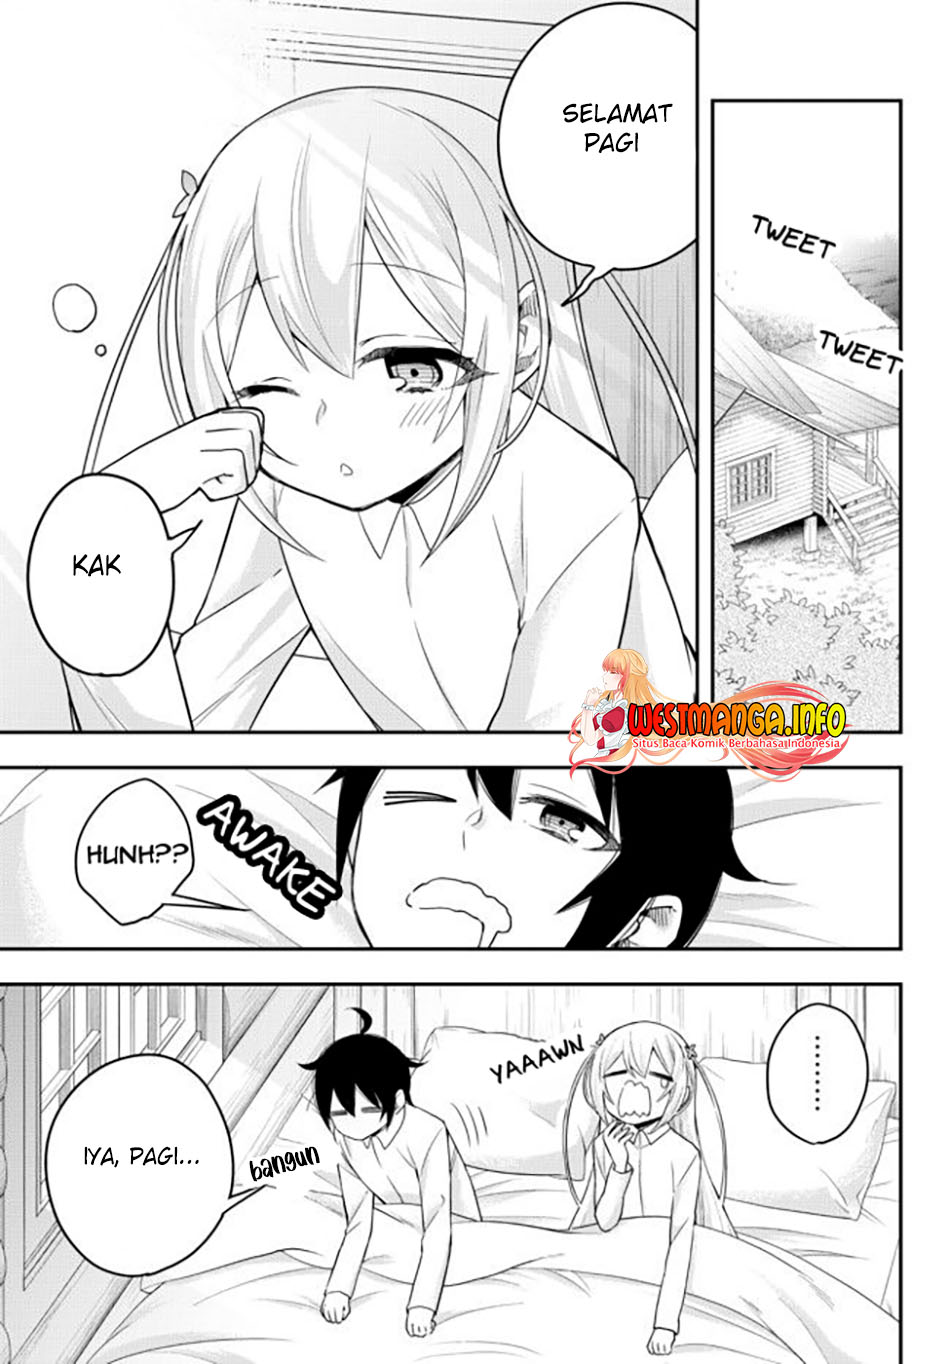 TWEET
TWEET
SELAMAT
PAGI
KAK
WESTMANGA.INFO
Situs Baca Komik Berbahasa Indonesia
AWAKE
HUNH??
........
YAAAWN
bangun
IYA, PAGI...